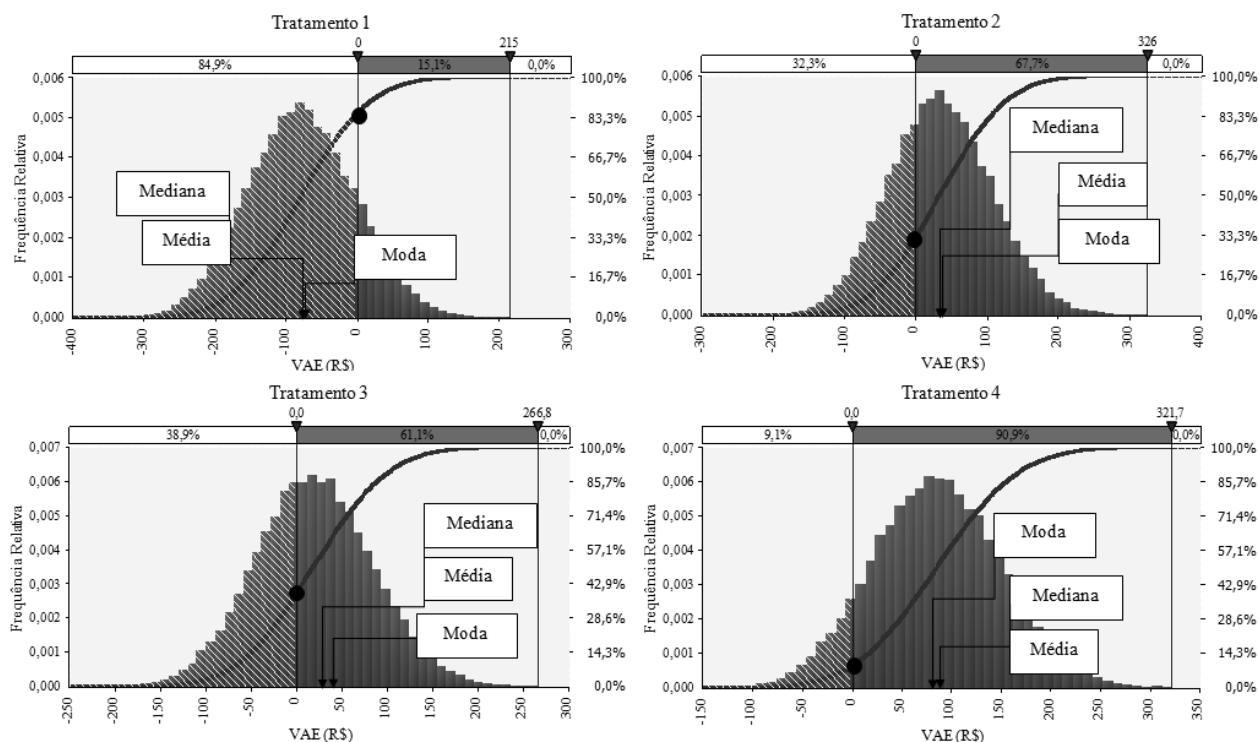 Tratamento 1
0 215
84,9% 15,1% 0,0%
Frequência Relativa
0,006
0,005
0,004
0,003
0,002
0,001
0,000
100,0%
83,3%
66,7%
50,0%
33,3%
16,7%
0,0%
Mediana
Média
Moda
-400 -300 -200 -100 0 100 200 300
VAE (R$)
Tratamento 2
0 326
32,3% 67,7% 0,0%
Frequência Relativa
0,006
0,005
0,004
0,003
0,002
0,001
0,000
100,0%
83,3%
66,7%
50,0%
33,3%
16,7%
0,0%
Mediana
Média
Moda
-300 -200 -100 0 100 200 300 400
VAE (R$)
Tratamento 3
0,0 266,8
38,9% 61,1% 0,0%
Frequência Relativa
0,007
0,006
0,005
0,004
0,003
0,002
0,001
0,000
100,0%
85,7%
71,4%
57,1%
42,9%
28,6%
14,3%
0,0%
Mediana
Média
Moda
-250 -200 -150 -100 -50 0 50 100 150 200 250 300
VAE (R$)
Tratamento 4
0,0 321,7
9,1% 90,9% 0,0%
Frequência Relativa
0,007
0,006
0,005
0,004
0,003
0,002
0,001
0,000
100,0%
85,7%
71,4%
57,1%
42,9%
28,6%
14,3%
0,0%
Moda
Mediana
Média
-150 -100 -50 0 50 100 150 200 250 300 350
VAE (R$)